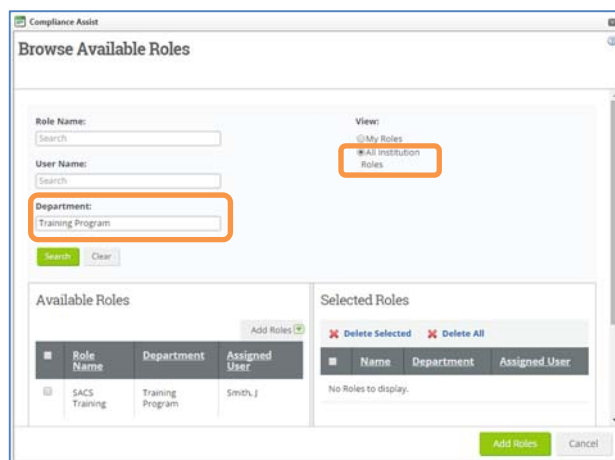 Compliance Assist
Browse Available Roles
Role Name:
Search
User Name:
Search
Department:
Training Program
Search Clear
View:
My Roles
All Institution
Roles
Available Roles
Add Roles
Role Name Department Assigned User
SACS Training Training Program Smith, J
Selected Roles
Delete Selected Delete All
Name Department Assigned User
No Roles to display.
Add Roles Cancel